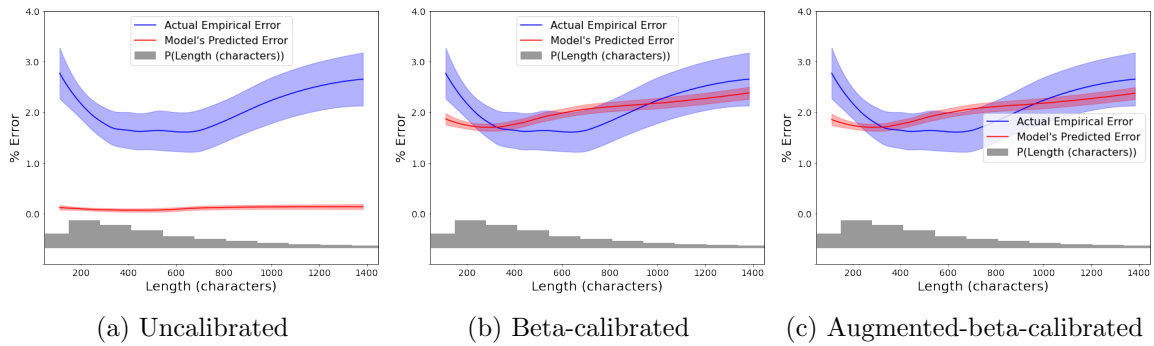 4.0
3.0
2.0
1.0
0.0
% Error
Actual Empirical Error
Model's Predicted Error
P(Length (characters))
200 400 600 800 1000 1200 1400
Length (characters)
(a) Uncalibrated
4.0
3.0
2.0
1.0
0.0
% Error
Actual Empirical Error
Model's Predicted Error
P(Length (characters))
200 400 600 800 1000 1200 1400
Length (characters)
(b) Beta-calibrated
4.0
3.0
2.0
1.0
0.0
% Error
Actual Empirical Error
Model's Predicted Error
P(Length (characters))
200 400 600 800 1000 1200 1400
Length (characters)
(c) Augmented-beta-calibrated